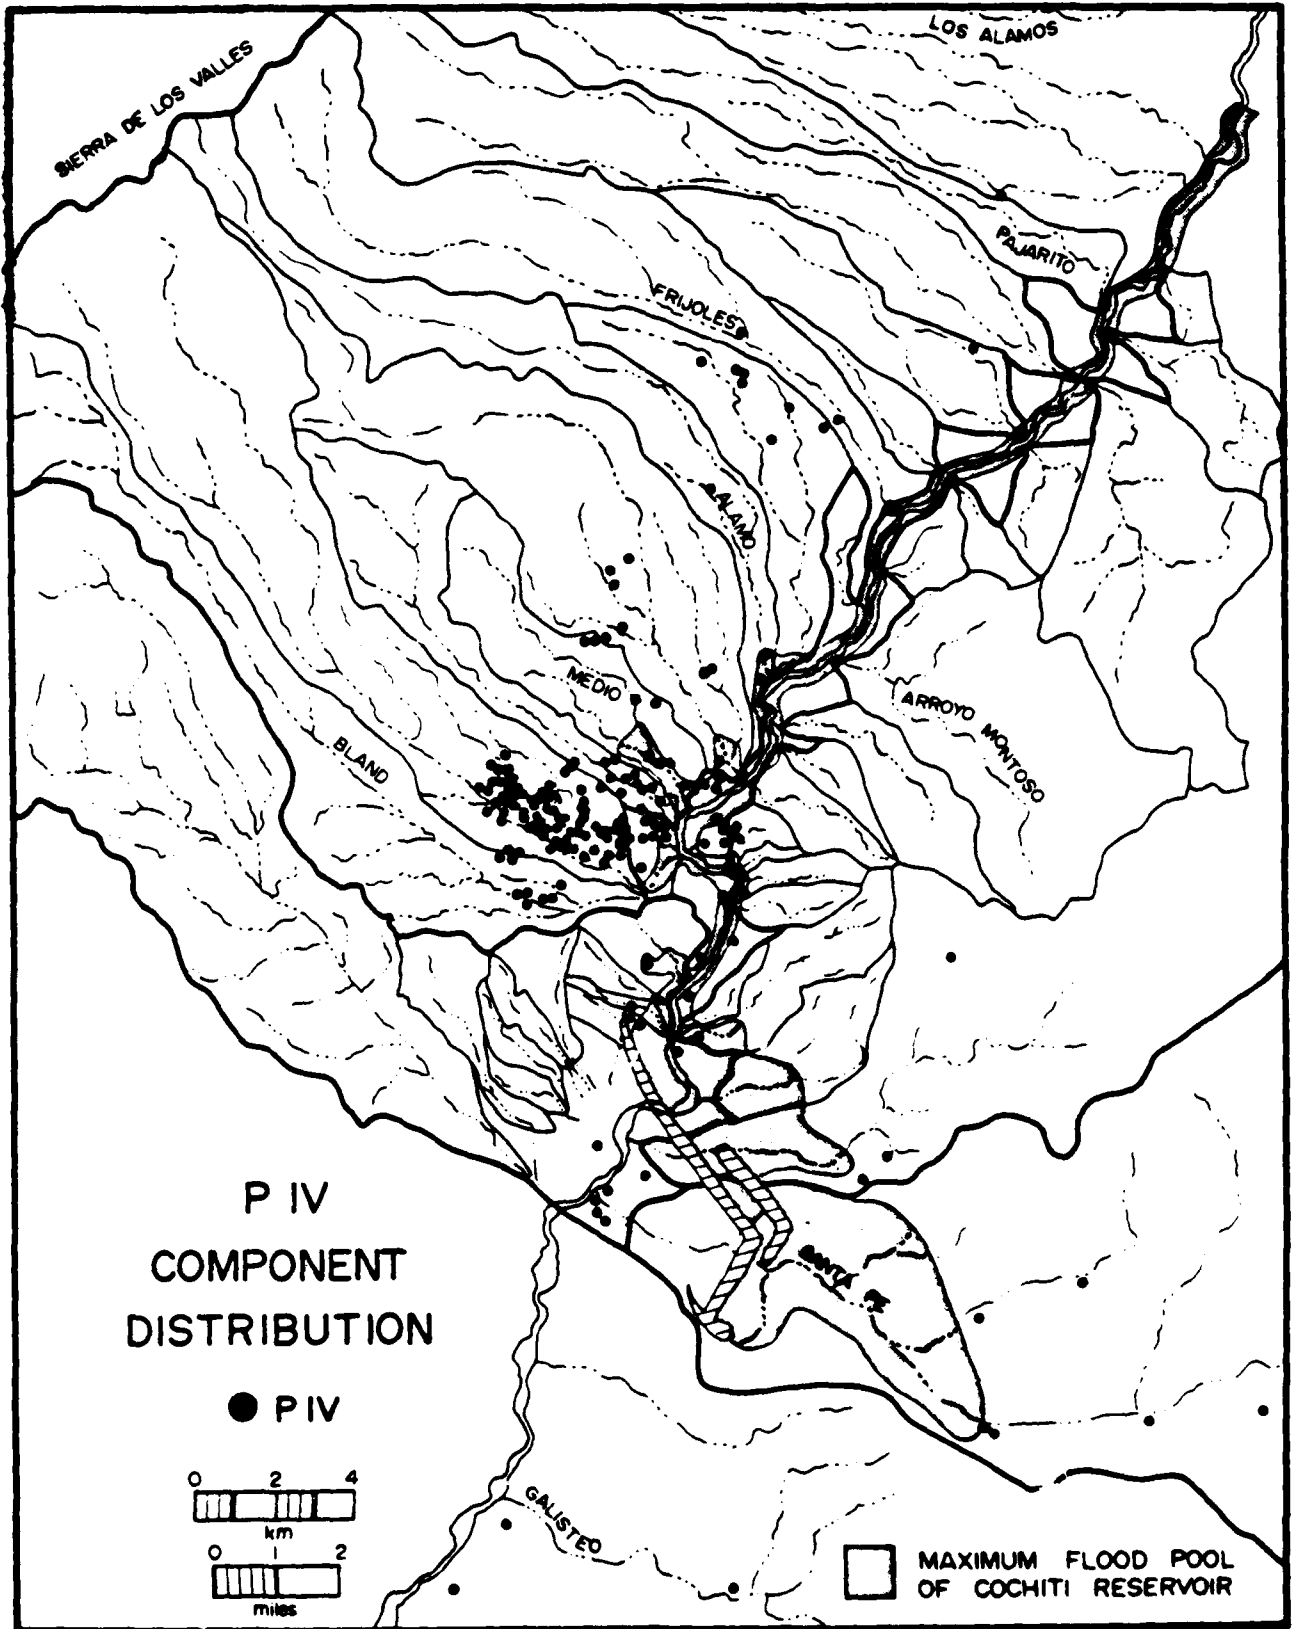 LOS ALAMOS
SIERRA DE LOS VALLES
PAJARITO
FRIJOLES
ALAMO
MEDIO
ARROYO MONTOSO
BLAND
SANTA FE
GALISTEO
P IV
COMPONENT
DISTRIBUTION
P IV
0 2 4
km
0 1 2
miles
MAXIMUM FLOOD POOL
OF COCHITI RESERVOIR